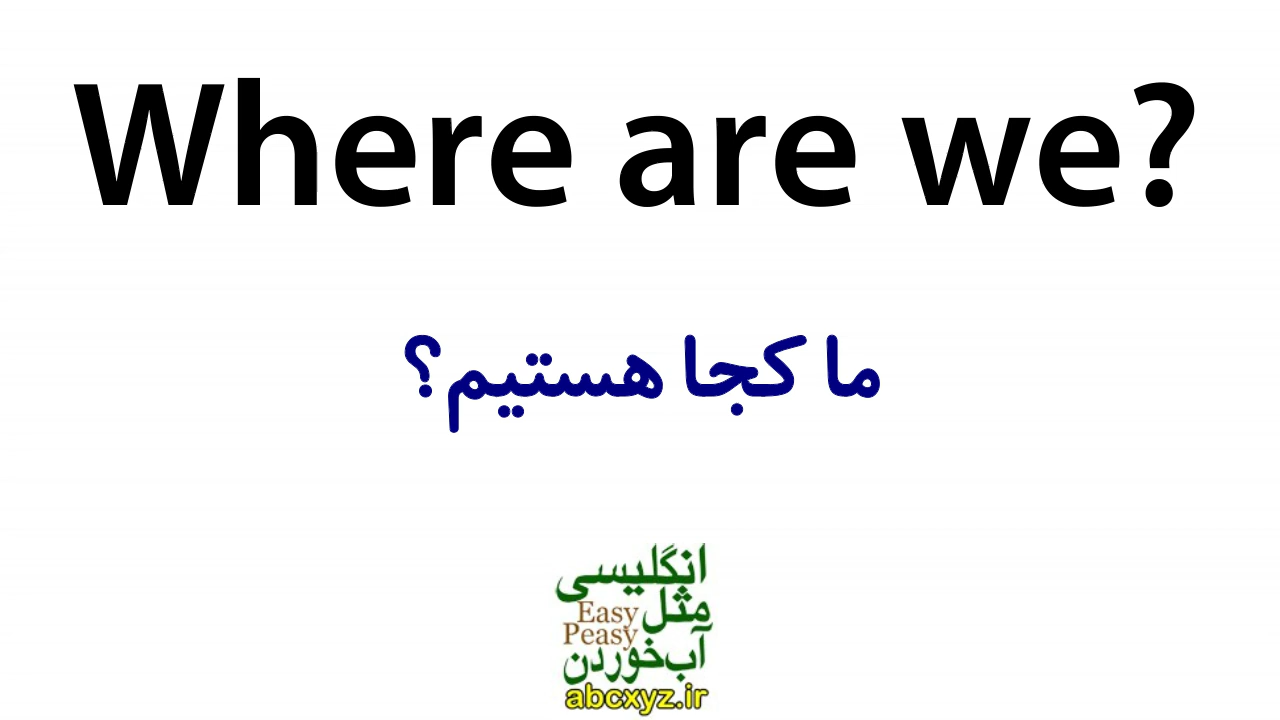 Where are we?
ما کجا هستیم؟
انگلیسی
مثل Easy
Peasy
آب‌خوردن
abcxyz.ir